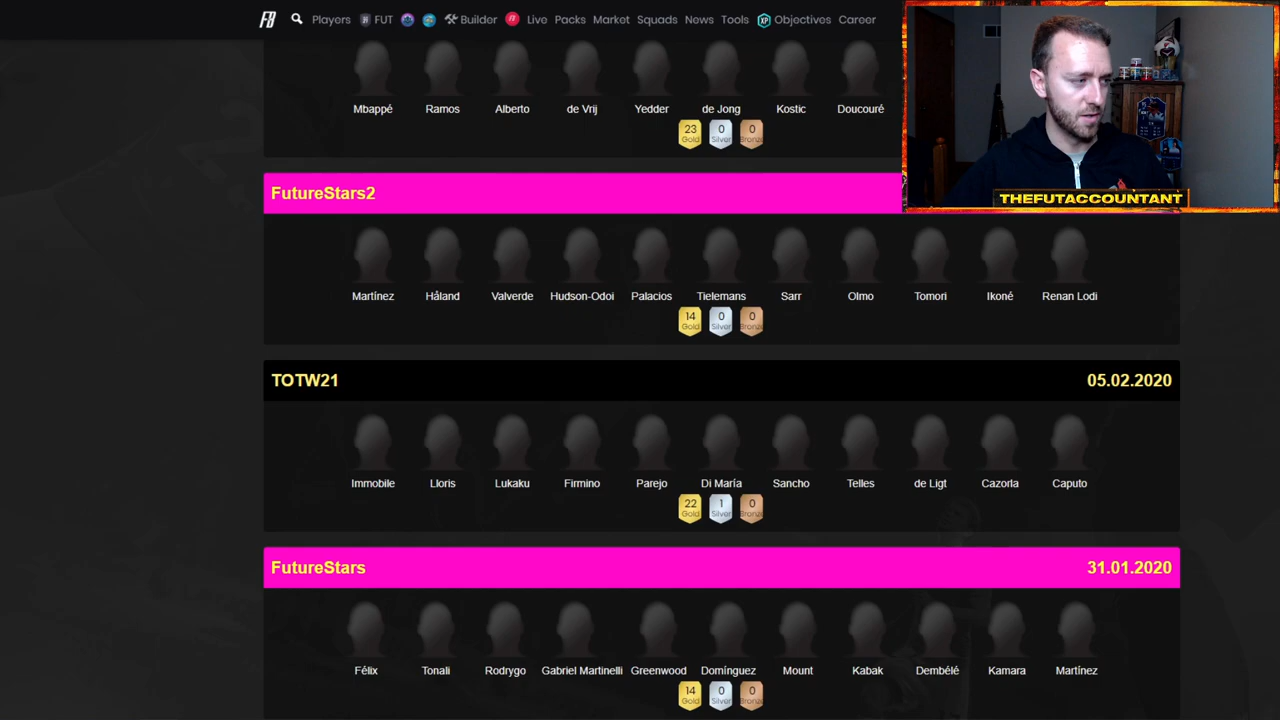 Players FUT Builder Live Packs Market Squads News Tools XP Objectives Career
Mbappé Ramos Alberto de Vrij Yedder de Jong Kostic Doucouré
23 0 0
Gold Silver Bronze
FutureStars2
THEFUTACCOUNTANT
Martínez Håland Valverde Hudson-Odoi Palacios Tielemans Sarr Olmo Tomori Ikoné Renan Lodi
14 0 0
Gold Silver Bronze
TOTW21 05.02.2020
Immobile Lloris Lukaku Firmino Parejo Di María Sancho Telles de Ligt Cazorla Caputo
22 1 0
Gold Silver Bronze
FutureStars 31.01.2020
Félix Tonali Rodrygo Gabriel Martinelli Greenwood Domínguez Mount Kabak Dembélé Kamara Martínez
14 0 0
Gold Silver Bronze